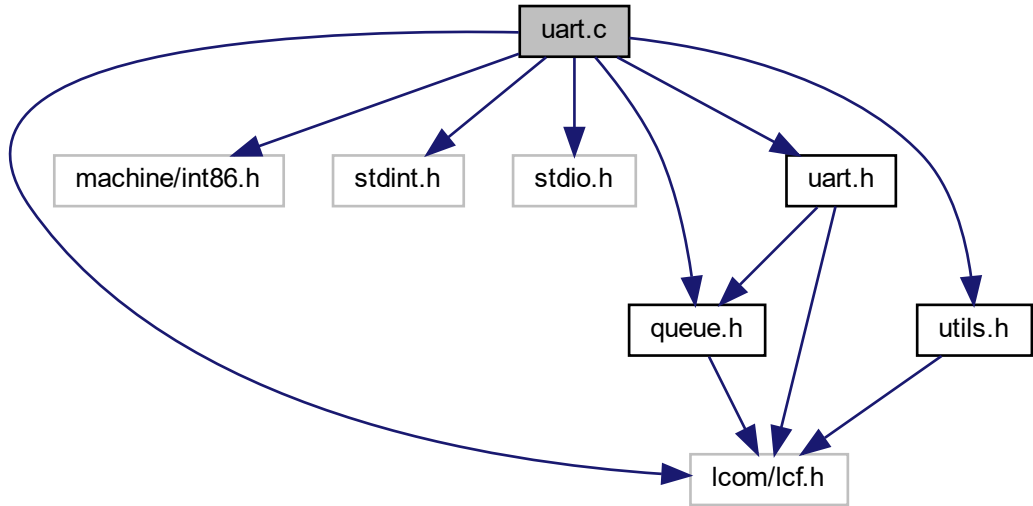 uart.c
machine/int86.h
stdint.h
stdio.h
uart.h
queue.h
utils.h
lcom/lcf.h